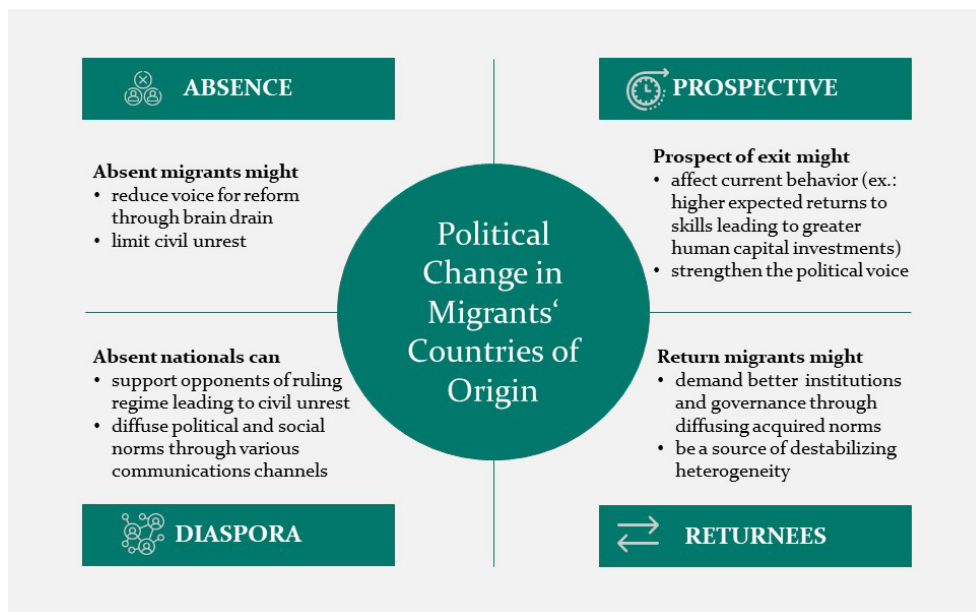 ABSENCE
Absent migrants might
• reduce voice for reform
through brain drain
• limit civil unrest
PROSPECTIVE
Prospect of exit might
• affect current behavior (ex.:
higher expected returns to
skills leading to greater
human capital investments)
• strengthen the political voice
Political
Change in
Migrants‘
Countries of
Origin
Absent nationals can
• support opponents of ruling
regime leading to civil unrest
• diffuse political and social
norms through various
communications channels
DIASPORA
Return migrants might
• demand better institutions
and governance through
diffusing acquired norms
• be a source of destabilizing
heterogeneity
RETURNEES